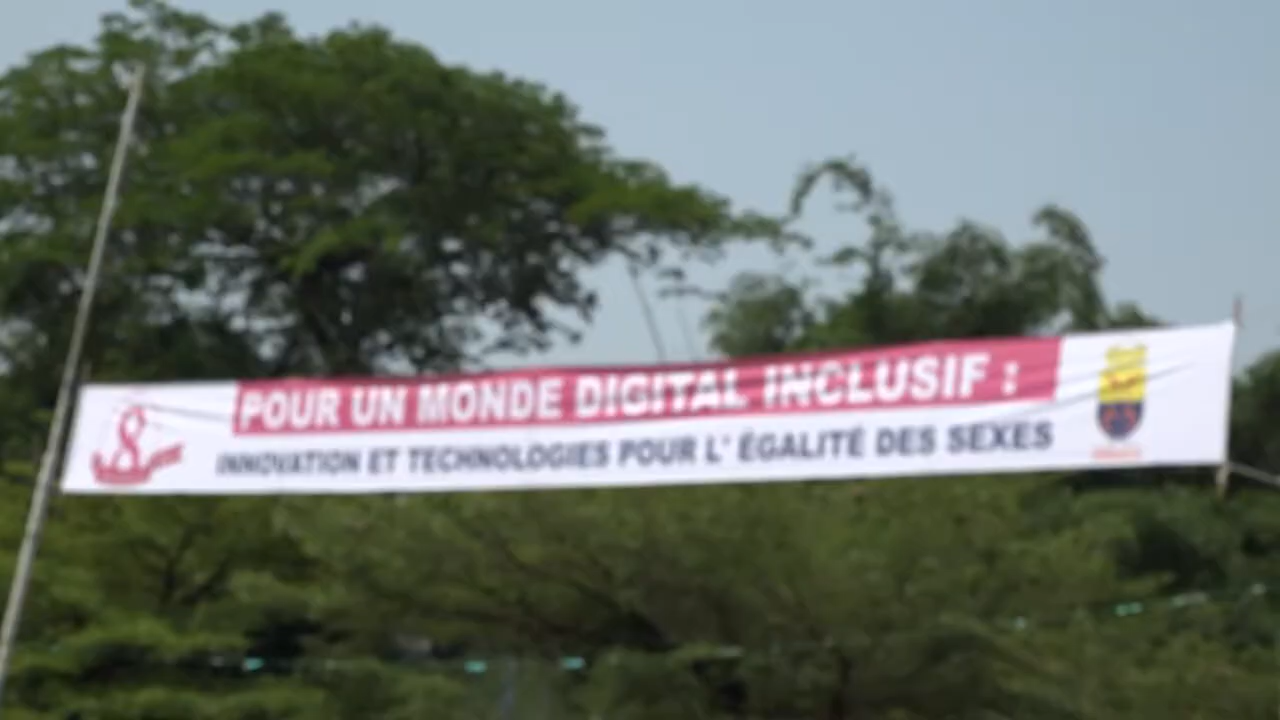 POUR UN MONDE DIGITAL INCLUSIF :
INNOVATION ET TECHNOLOGIES POUR L' ÉGALITÉ DES SEXES